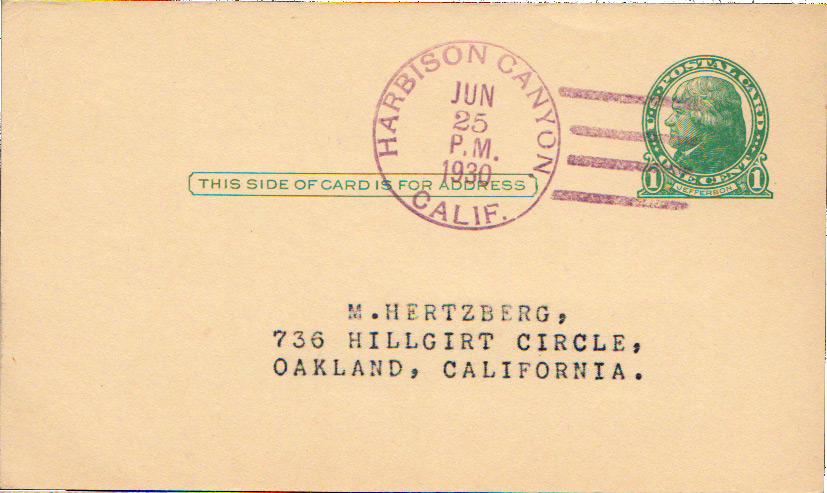 HARBISON CANYON
JUN
25
P.M.
1930
CALIF.
U.S. POSTAL CARD
ONE CENT
1 JEFFERSON 1
THIS SIDE OF CARD IS FOR ADDRESS
M.HERTZBERG,
736 HILLGIRT CIRCLE,
OAKLAND, CALIFORNIA.